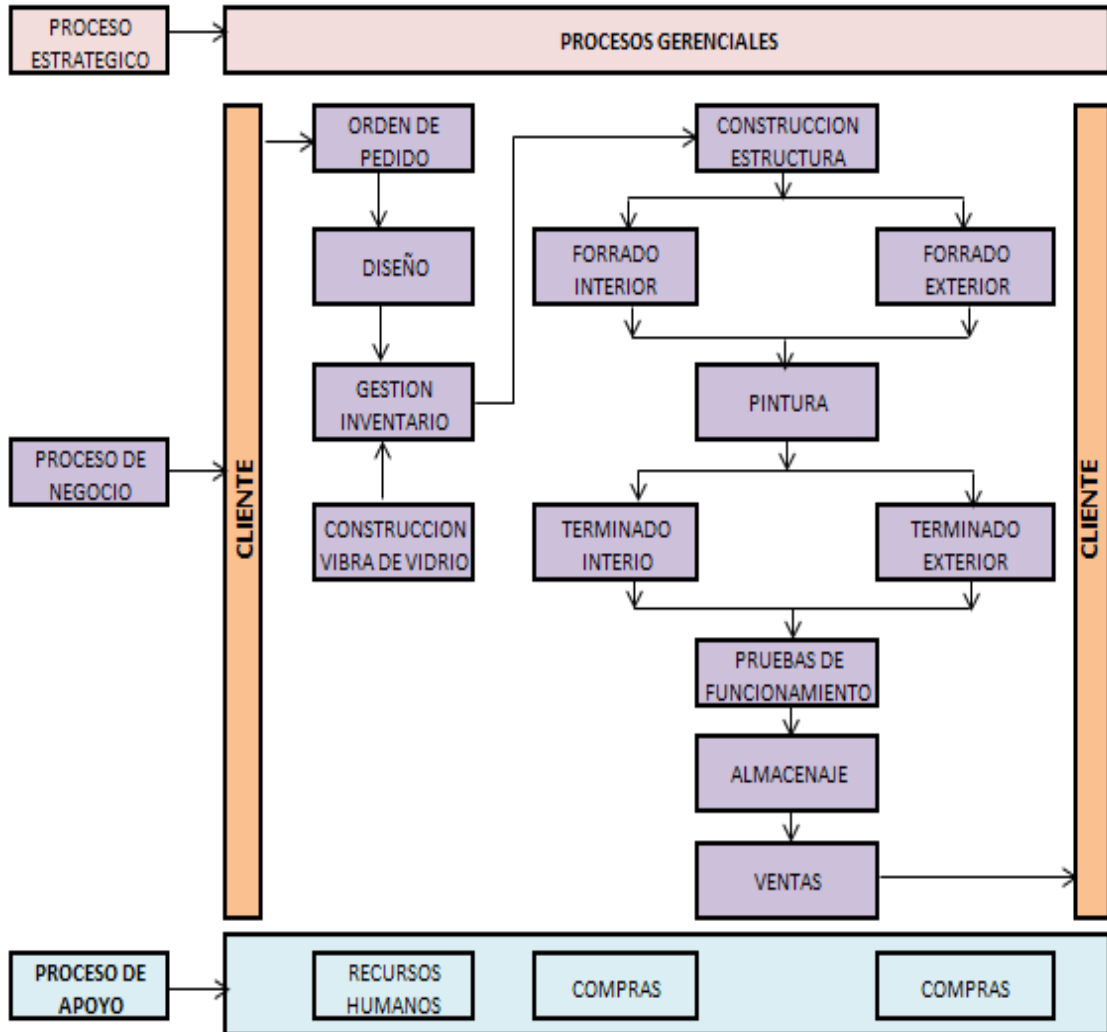 PROCESO
ESTRATEGICO
PROCESOS GERENCIALES
ORDEN DE
PEDIDO
CONSTRUCCION
ESTRUCTURA
DISEÑO
FORRADO
INTERIOR
FORRADO
EXTERIOR
GESTION
INVENTARIO
PINTURA
PROCESO DE
NEGOCIO
CLIENTE
CLIENTE
CONSTRUCCION
VIBRA DE VIDRIO
TERMINADO
INTERIO
TERMINADO
EXTERIOR
PRUEBAS DE
FUNCIONAMIENTO
ALMACENAJE
VENTAS
PROCESO DE
APOYO
RECURSOS
HUMANOS
COMPRAS
COMPRAS